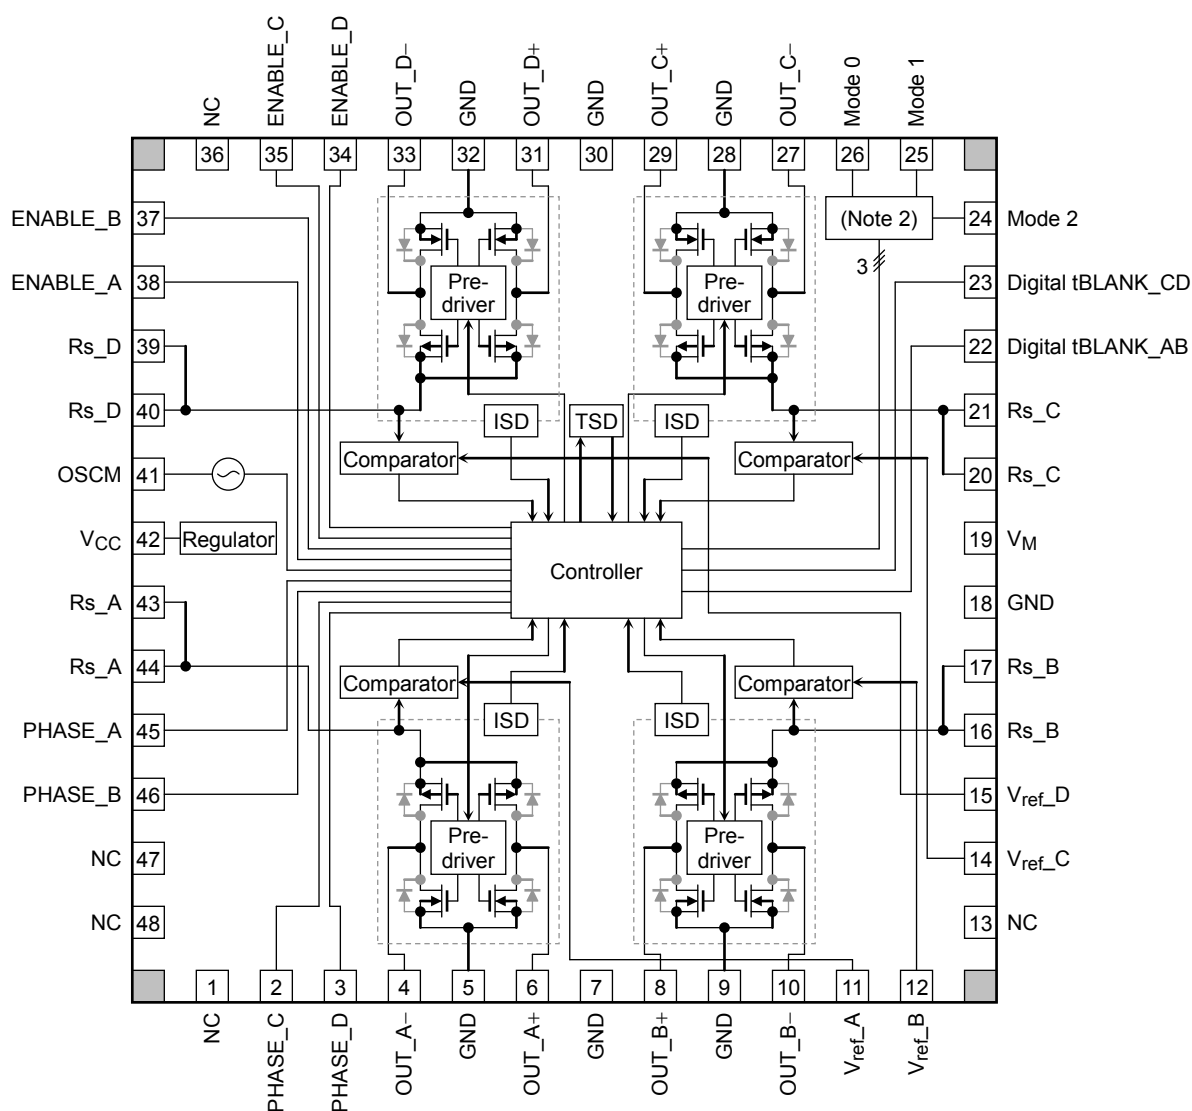 NC
ENABLE_C
ENABLE_D
OUT_D−
GND
OUT_D+
GND
OUT_C+
GND
OUT_C−
Mode 0
Mode 1
36
35
34
33
32
31
30
29
28
27
26
25
ENABLE_B 37
ENABLE_A 38
Rs_D 39
Rs_D 40
OSCM 41
VCC 42 Regulator
Rs_A 43
Rs_A 44
PHASE_A 45
PHASE_B 46
NC 47
NC 48
Pre-
driver
Pre-
driver
(Note 2)
3
ISD
TSD
ISD
Comparator
Comparator
Controller
Comparator
Comparator
ISD
ISD
Pre-
driver
Pre-
driver
24 Mode 2
23 Digital tBLANK_CD
22 Digital tBLANK_AB
21 Rs_C
20 Rs_C
19 VM
18 GND
17 Rs_B
16 Rs_B
15 Vref_D
14 Vref_C
13 NC
1
2
3
4
5
6
7
8
9
10
11
12
NC
PHASE_C
PHASE_D
OUT_A−
GND
OUT_A+
GND
OUT_B+
GND
OUT_B−
Vref_A
Vref_B